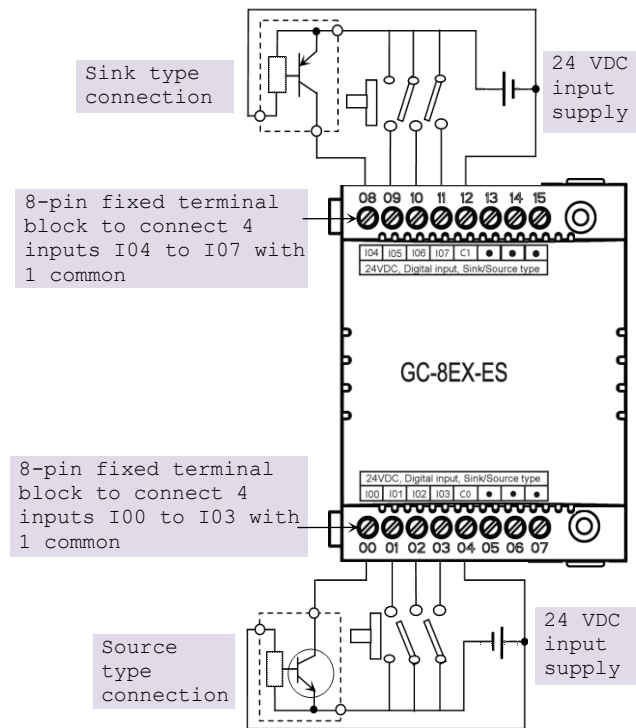 Sink type
connection
24 VDC
input
supply
8-pin fixed terminal
block to connect 4
inputs I04 to I07 with
1 common
08 09 10 11 12 13 14 15
I04 I05 I06 I07 C1 ● ● ●
24VDC, Digital input, Sink/Source type
GC-8EX-ES
8-pin fixed terminal
block to connect 4
inputs I00 to I03 with
1 common
24VDC, Digital input, Sink/Source type
I00 I01 I02 I03 C0 ● ● ●
00 01 02 03 04 05 06 07
Source
type
connection
24 VDC
input
supply